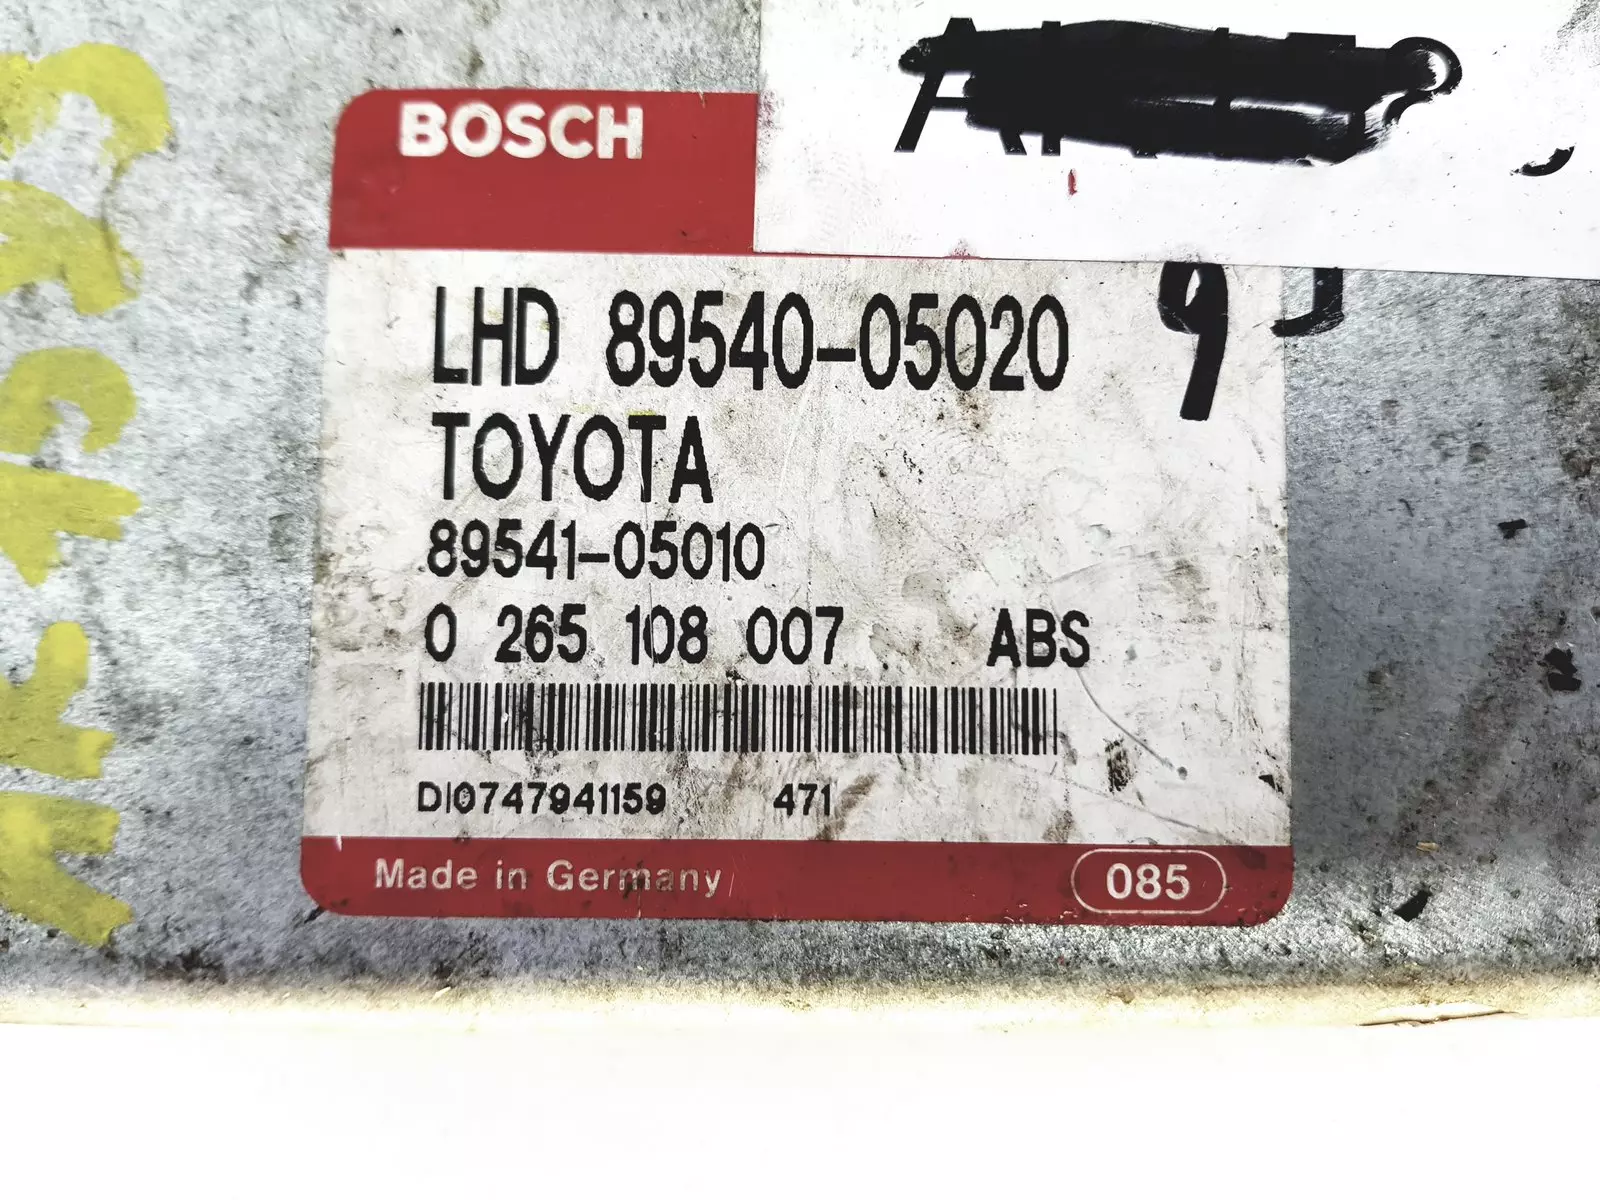 BOSCH
LHD 89540-05020
TOYOTA
89541-05010
0 265 108 007 ABS
DI0747941159 471
Made in Germany 085